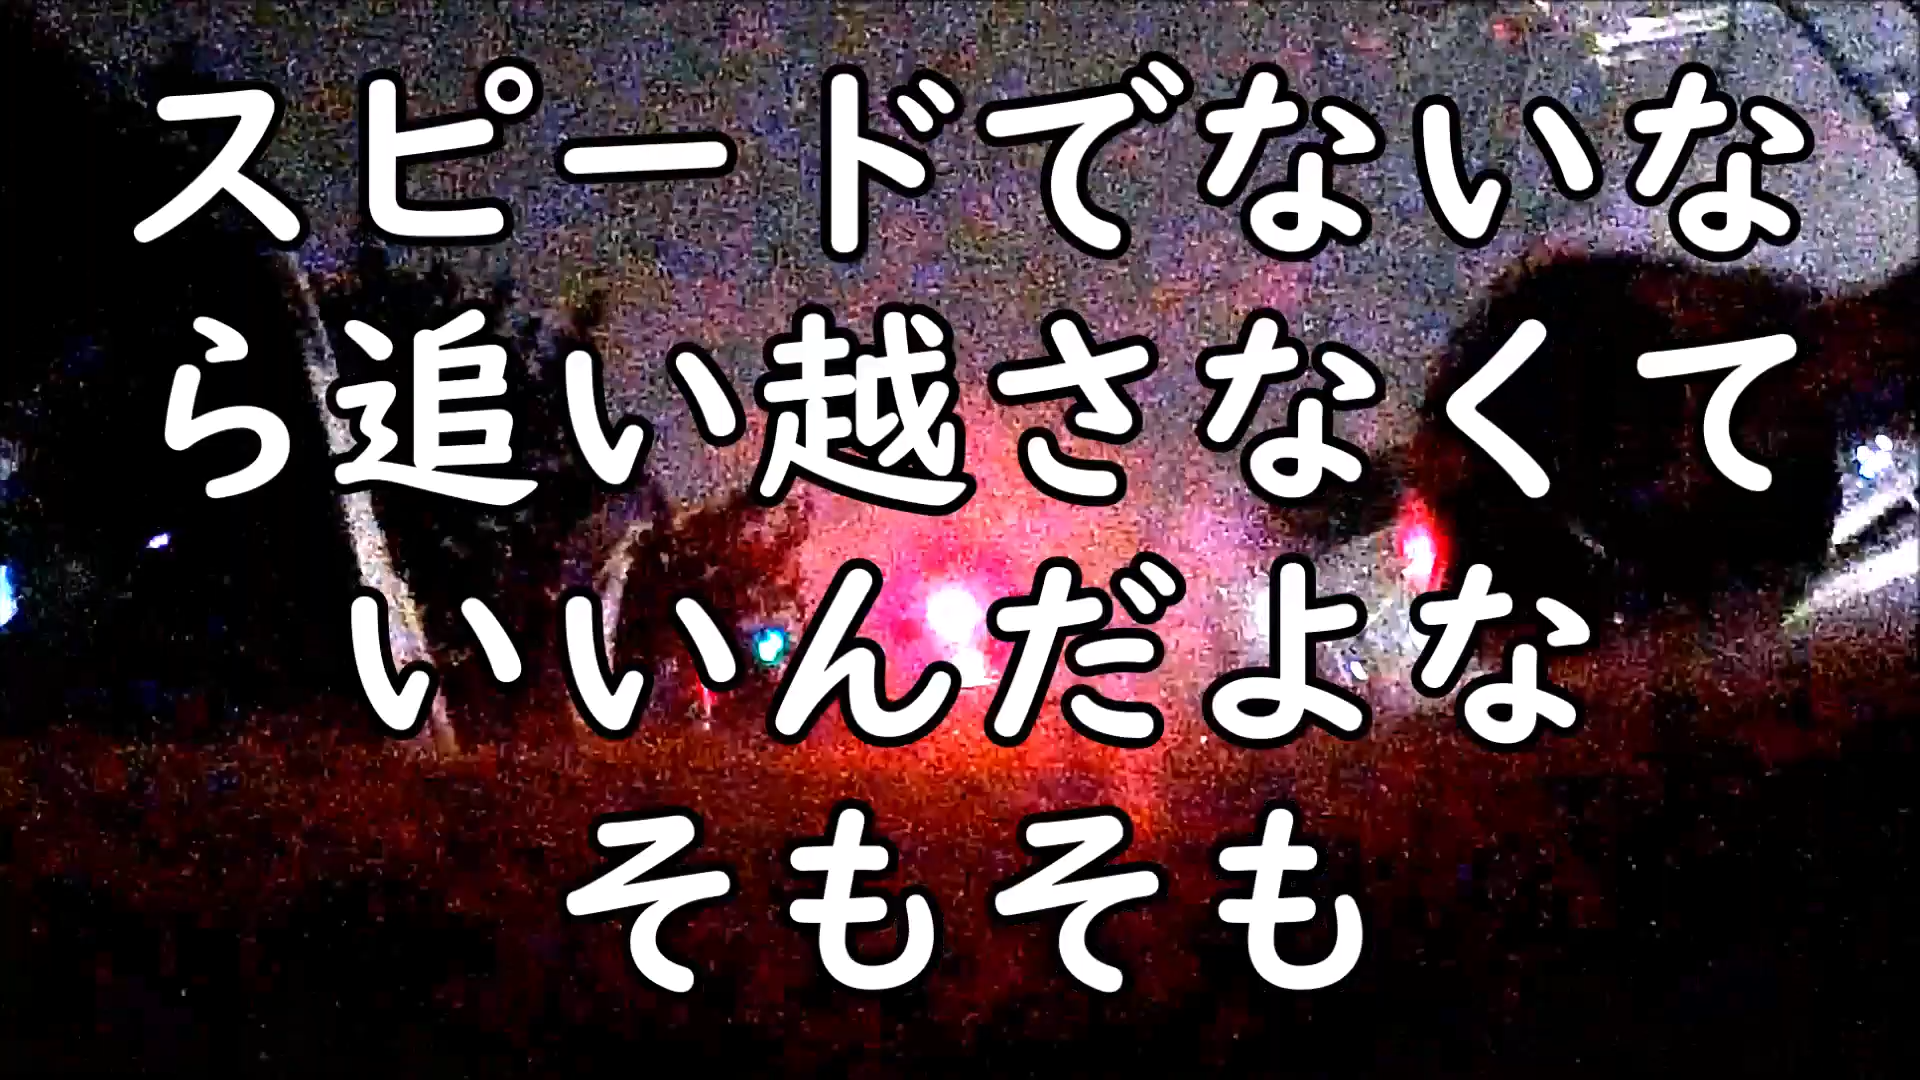 スピードでないな
ら追い越さなくて
いいんだよな
そもそも